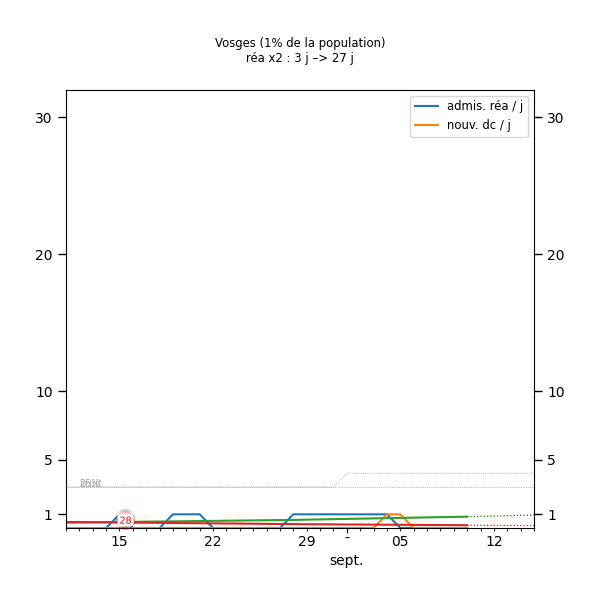 Vosges (1% de la population)
réa x2 : 3 j –> 27 j
admis. réa / j
nouv. dc / j
30 30
20 20
10 10
5 5
1 28 1
15 22 29 - 05 12
sept.